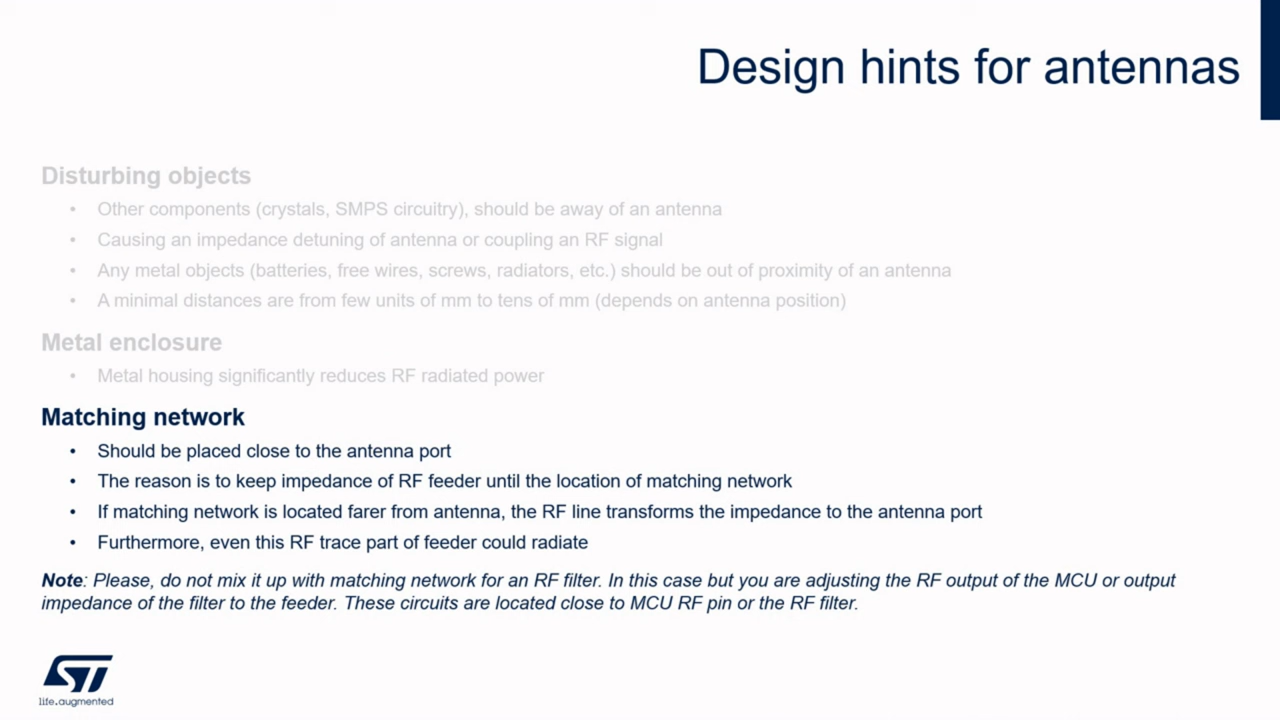 Design hints for antennas
Disturbing objects
• Other components (crystals, SMPS circuitry), should be away of an antenna
• Causing an impedance detuning of antenna or coupling an RF signal
• Any metal objects (batteries, free wires, screws, radiators, etc.) should be out of proximity of an antenna
• A minimal distances are from few units of mm to tens of mm (depends on antenna position)
Metal enclosure
• Metal housing significantly reduces RF radiated power
Matching network
• Should be placed close to the antenna port
• The reason is to keep impedance of RF feeder until the location of matching network
• If matching network is located farer from antenna, the RF line transforms the impedance to the antenna port
• Furthermore, even this RF trace part of feeder could radiate
Note: Please, do not mix it up with matching network for an RF filter. In this case but you are adjusting the RF output of the MCU or output
impedance of the filter to the feeder. These circuits are located close to MCU RF pin or the RF filter.
ST
life.augmented